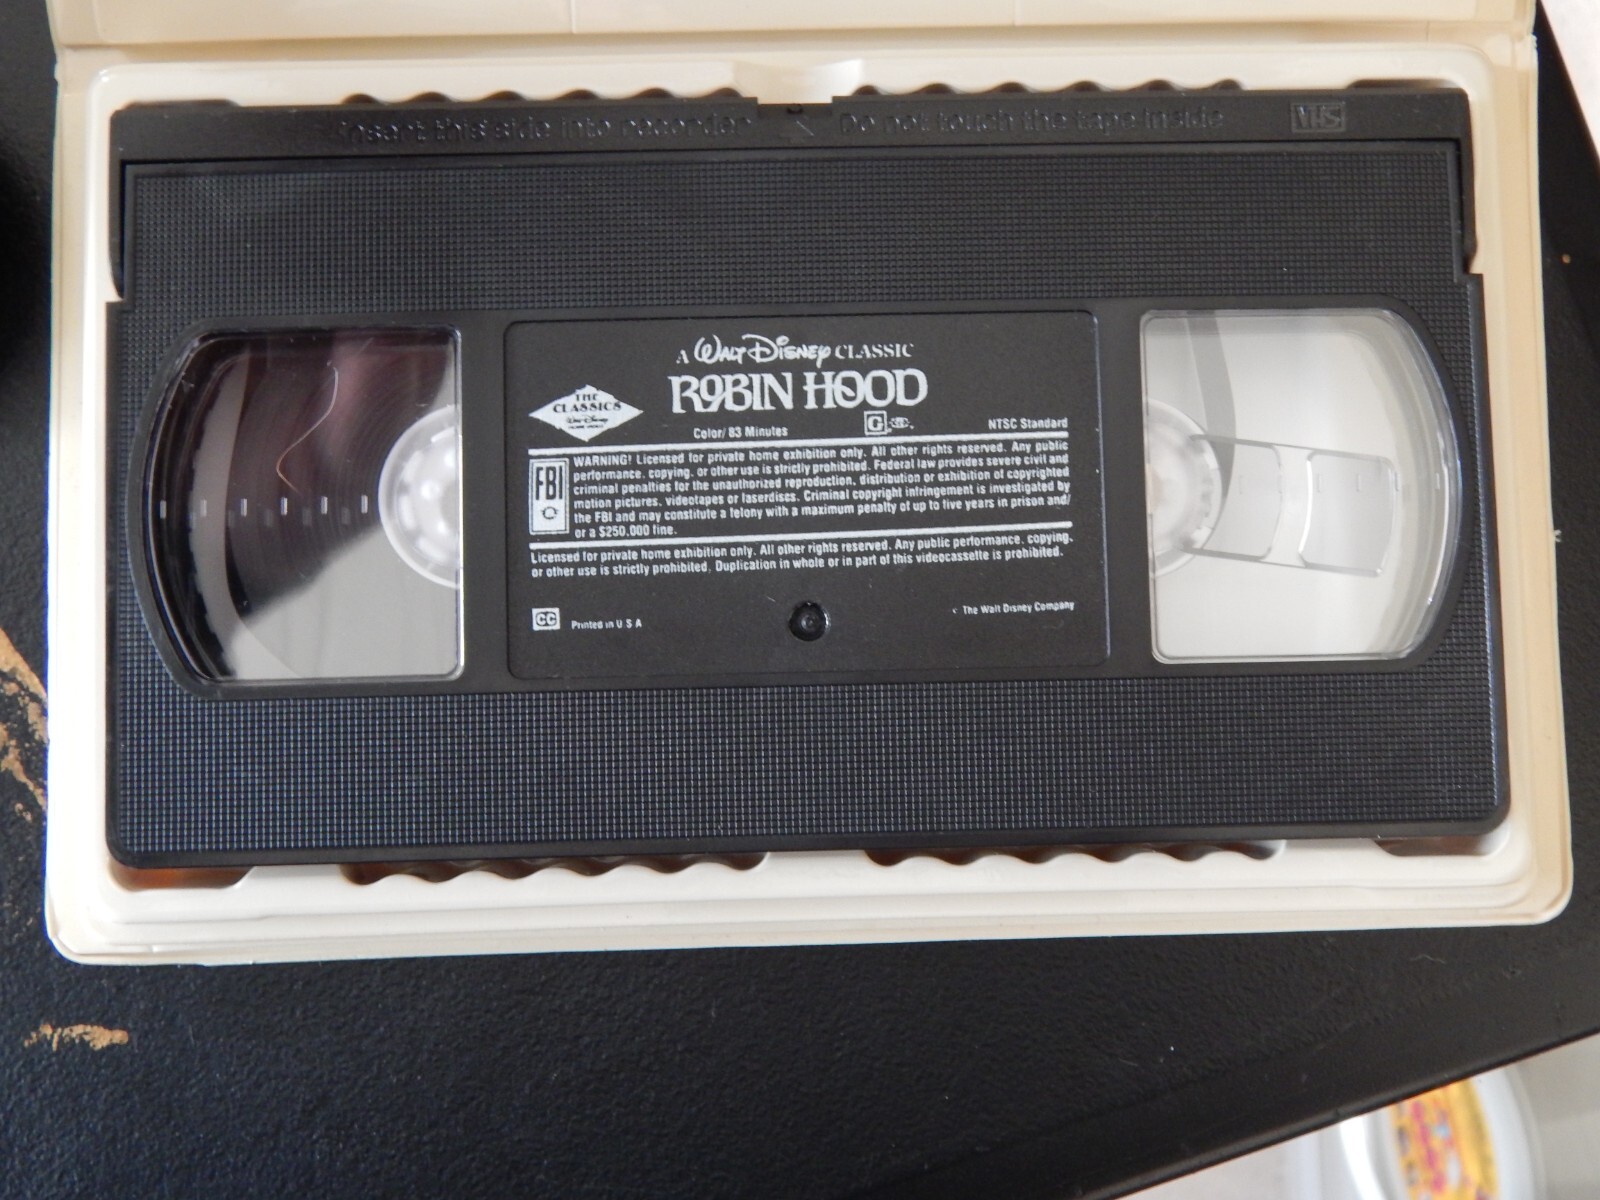 Insert this side into recorder Do not touch the tape inside VHS
A WALT DISNEY CLASSIC
ROBIN HOOD
THE
CLASSICS
Walt Disney
HOME VIDEO
Color/ 83 Minutes
G
NTSC Standard
FBI
WARNING! Licensed for private home exhibition only. All other rights reserved. Any public
performance, copying, or other use is strictly prohibited. Federal law provides severe civil and
criminal penalties for the unauthorized reproduction, distribution or exhibition of copyrighted
motion pictures, videotapes or laserdiscs. Criminal copyright infringement is investigated by
the FBI and may constitute a felony with a maximum penalty of up to five years in prison and/
or a $250,000 fine.
Licensed for private home exhibition only. All other rights reserved. Any public performance, copying,
or other use is strictly prohibited. Duplication in whole or in part of this videocassette is prohibited.
CC
Printed in U S A
The Walt Disney Company